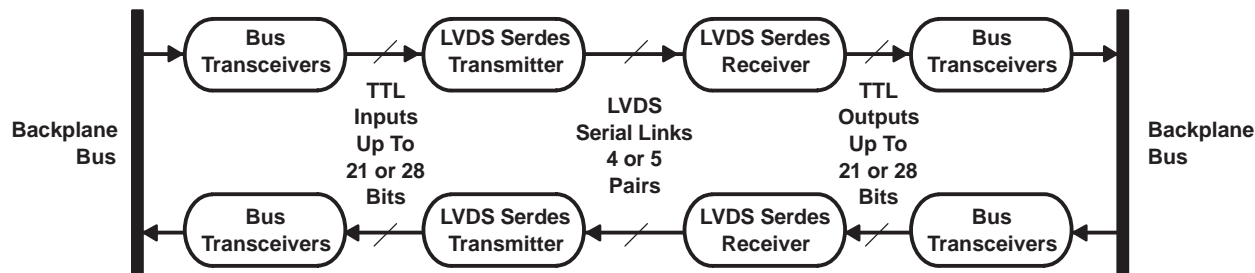 Bus
Transceivers
LVDS Serdes
Transmitter
LVDS Serdes
Receiver
Bus
Transceivers
Backplane
Bus
TTL
Inputs
Up To
21 or 28
Bits
LVDS
Serial Links
4 or 5
Pairs
TTL
Outputs
Up To
21 or 28
Bits
Backplane
Bus
Bus
Transceivers
LVDS Serdes
Transmitter
LVDS Serdes
Receiver
Bus
Transceivers